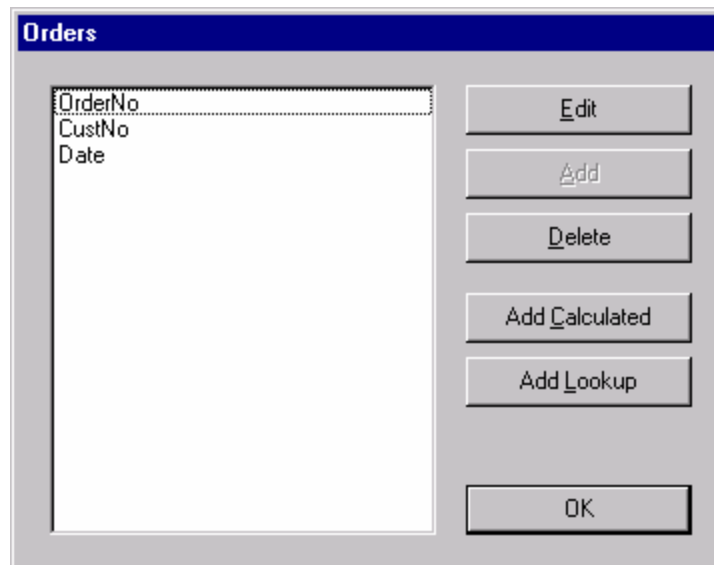 Orders
OrderNo
CustNo
Date
Edit
Add
Delete
Add Calculated
Add Lookup
OK